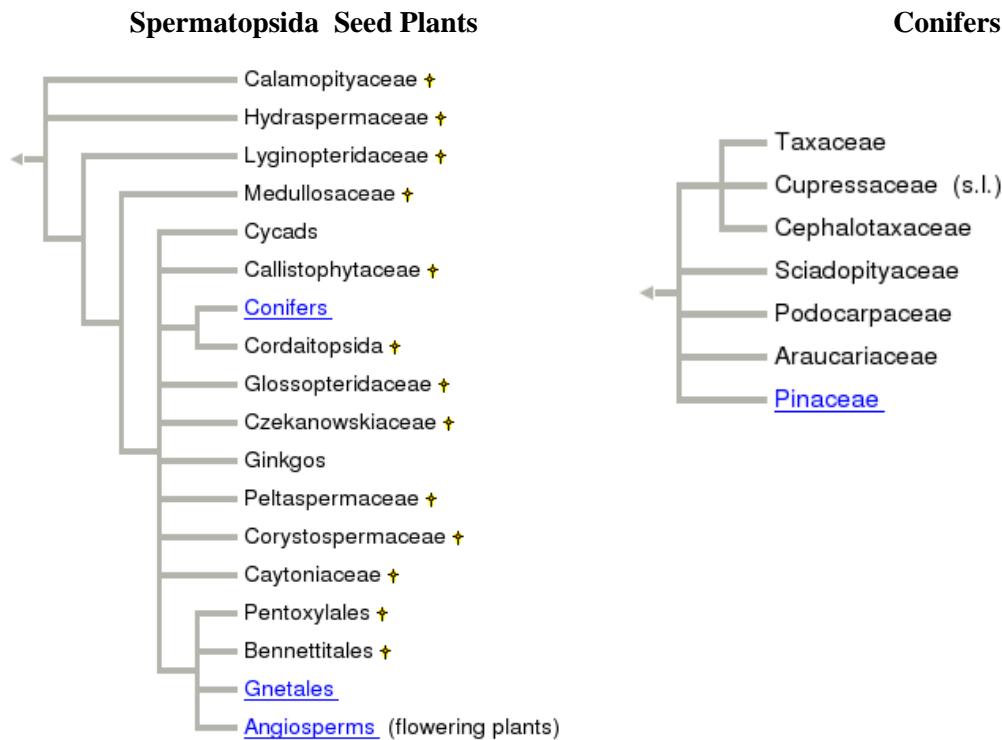 Spermatopsida Seed Plants
Calamopityaceae †
Hydraspermaceae †
Lyginopteridaceae †
Medullosaceae †
Cycads
Callistophytaceae †
Conifers
Cordaitopsida †
Glossopteridaceae †
Czekanowskiaceae †
Ginkgos
Peltaspermaceae †
Corystospermaceae †
Caytoniaceae †
Pentoxylales †
Bennettitales †
Gnetales
Angiosperms (flowering plants)
Conifers
Taxaceae
Cupressaceae (s.l.)
Cephalotaxaceae
Sciadopityaceae
Podocarpaceae
Araucariaceae
Pinaceae